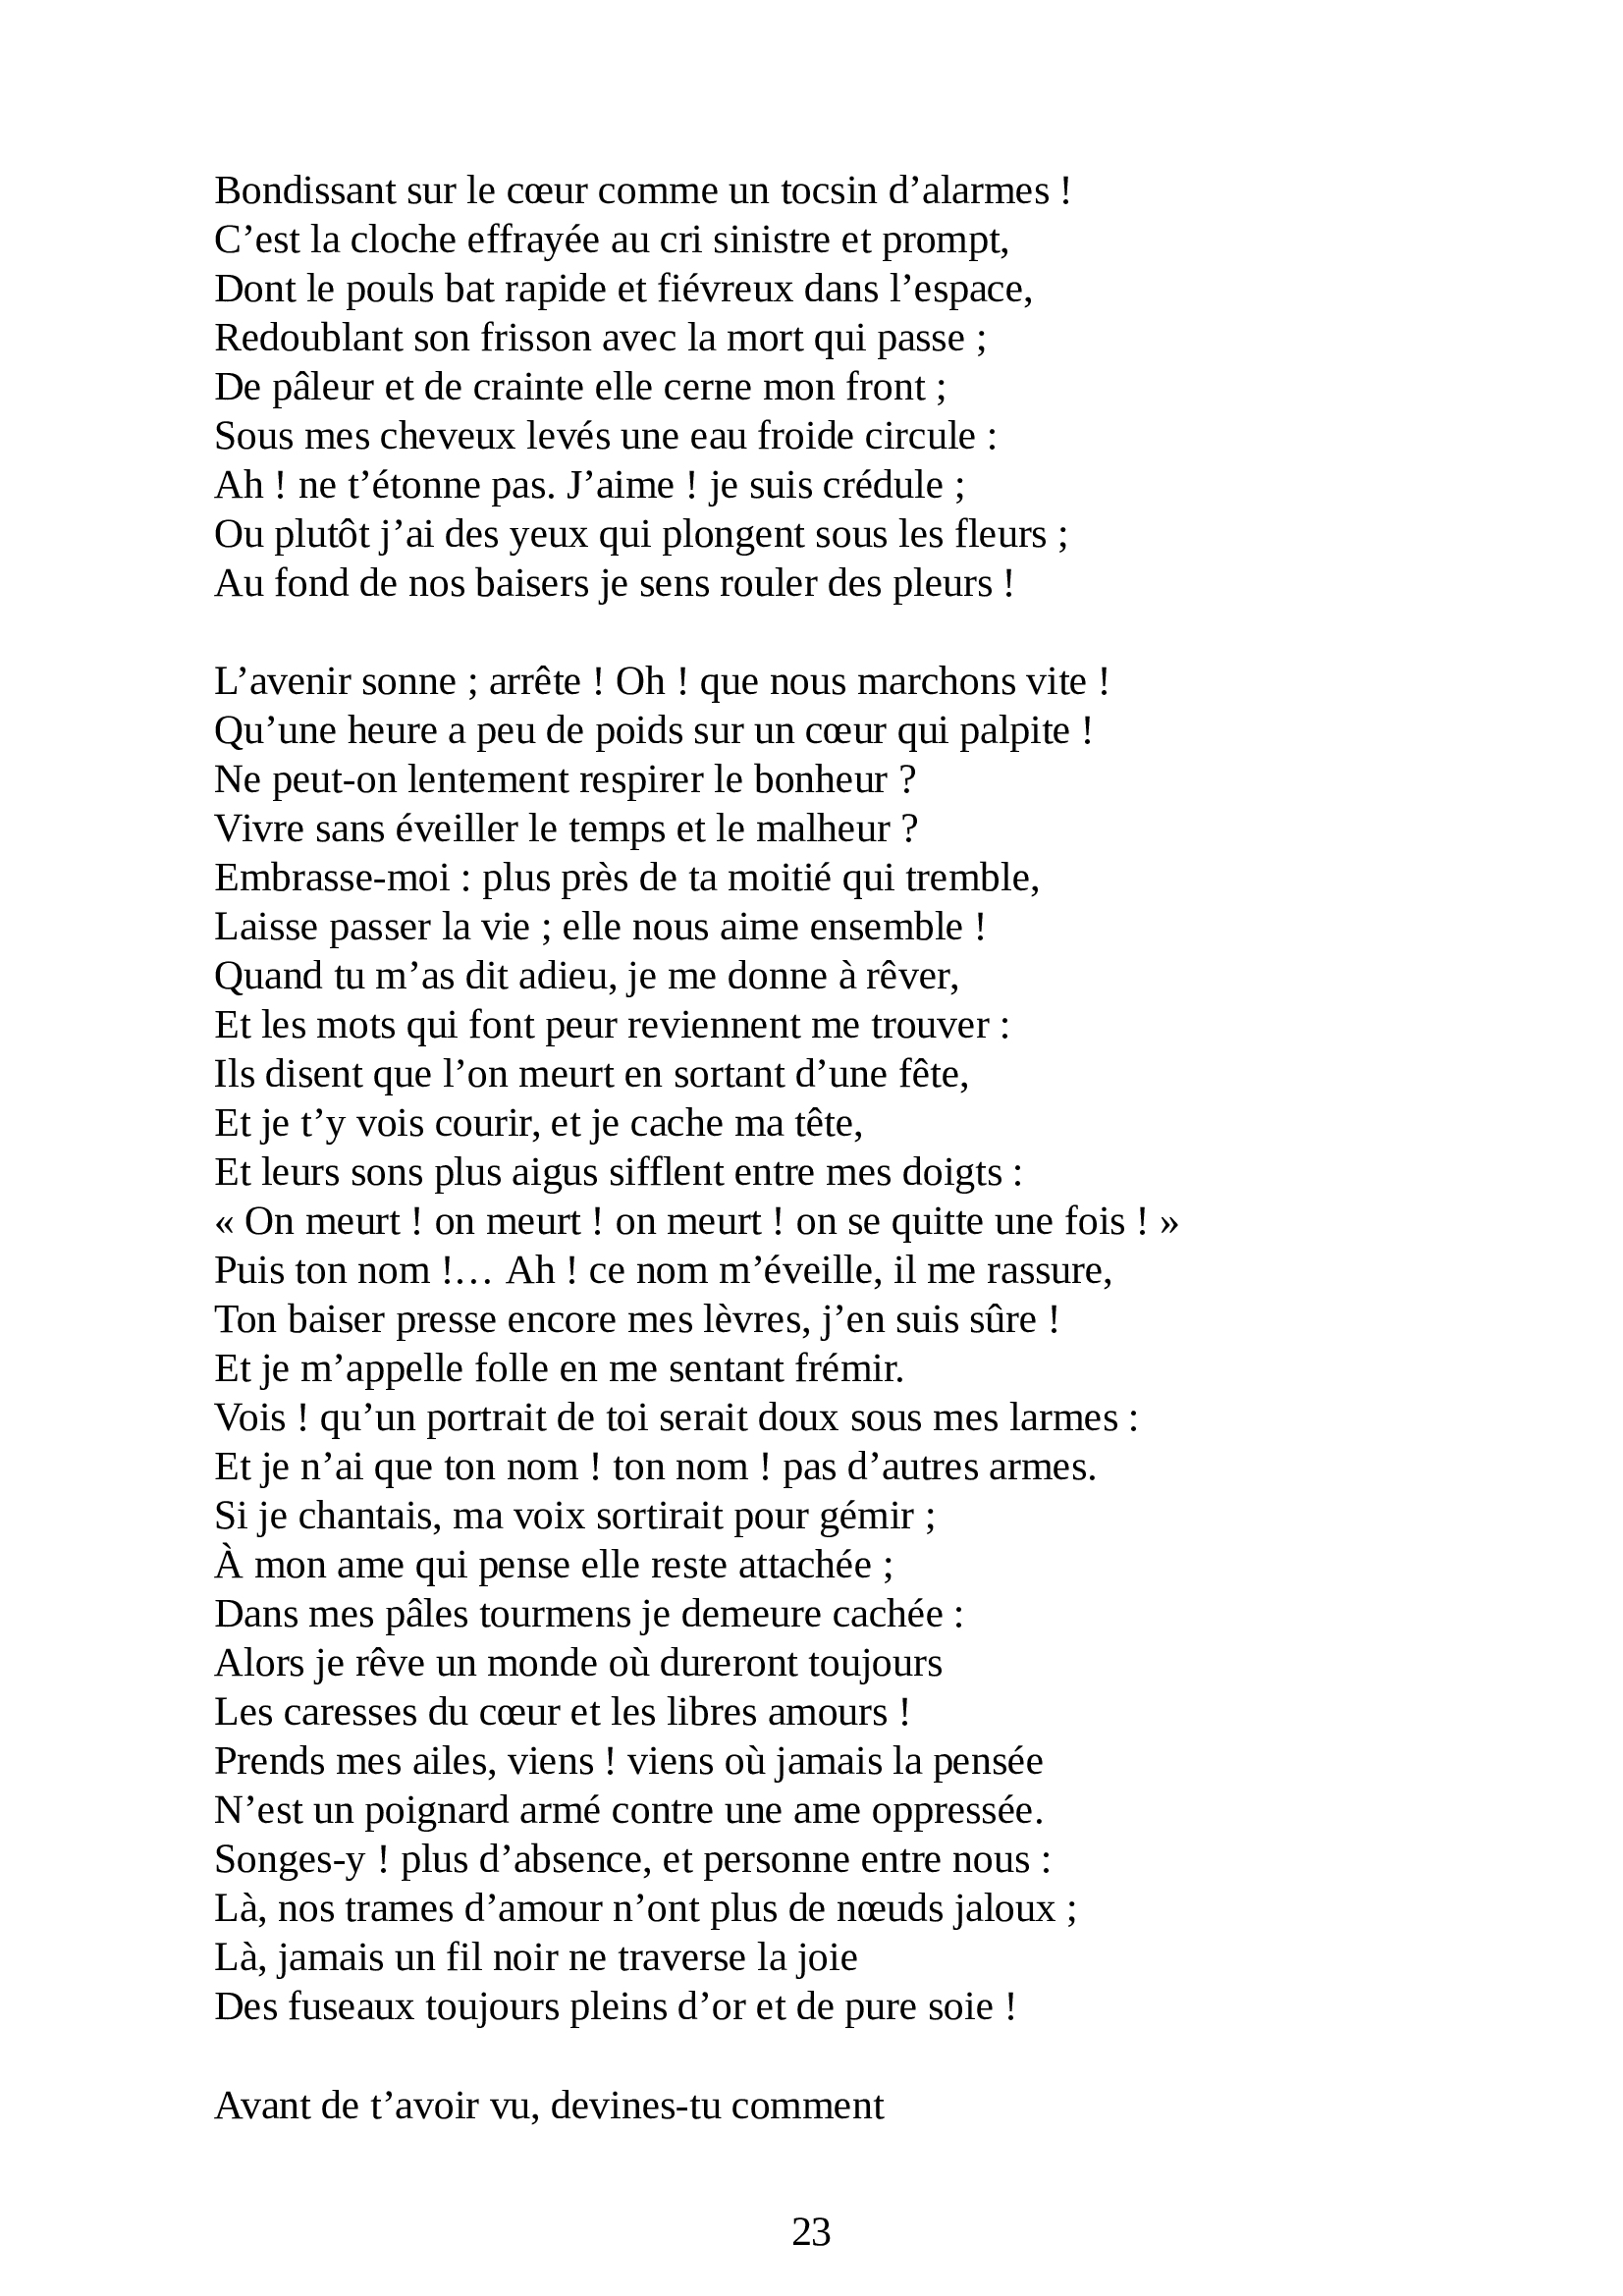 Bondissant sur le cœur comme un tocsin d’alarmes !
C’est la cloche effrayée au cri sinistre et prompt,
Dont le pouls bat rapide et fiévreux dans l’espace,
Redoublant son frisson avec la mort qui passe ;
De pâleur et de crainte elle cerne mon front ;
Sous mes cheveux levés une eau froide circule :
Ah ! ne t’étonne pas. J’aime ! je suis crédule ;
Ou plutôt j’ai des yeux qui plongent sous les fleurs ;
Au fond de nos baisers je sens rouler des pleurs !

L’avenir sonne ; arrête ! Oh ! que nous marchons vite !
Qu’une heure a peu de poids sur un cœur qui palpite !
Ne peut-on lentement respirer le bonheur ?
Vivre sans éveiller le temps et le malheur ?
Embrasse-moi : plus près de ta moitié qui tremble,
Laisse passer la vie ; elle nous aime ensemble !
Quand tu m’as dit adieu, je me donne à rêver,
Et les mots qui font peur reviennent me trouver :
Ils disent que l’on meurt en sortant d’une fête,
Et je t’y vois courir, et je cache ma tête,
Et leurs sons plus aigus sifflent entre mes doigts :
« On meurt ! on meurt ! on meurt ! on se quitte une fois ! »
Puis ton nom !… Ah ! ce nom m’éveille, il me rassure,
Ton baiser presse encore mes lèvres, j’en suis sûre !
Et je m’appelle folle en me sentant frémir.
Vois ! qu’un portrait de toi serait doux sous mes larmes :
Et je n’ai que ton nom ! ton nom ! pas d’autres armes.
Si je chantais, ma voix sortirait pour gémir ;
À mon ame qui pense elle reste attachée ;
Dans mes pâles tourmens je demeure cachée :
Alors je rêve un monde où dureront toujours
Les caresses du cœur et les libres amours !
Prends mes ailes, viens ! viens où jamais la pensée
N’est un poignard armé contre une ame oppressée.
Songes-y ! plus d’absence, et personne entre nous :
Là, nos trames d’amour n’ont plus de nœuds jaloux ;
Là, jamais un fil noir ne traverse la joie
Des fuseaux toujours pleins d’or et de pure soie !

Avant de t’avoir vu, devines-tu comment

23